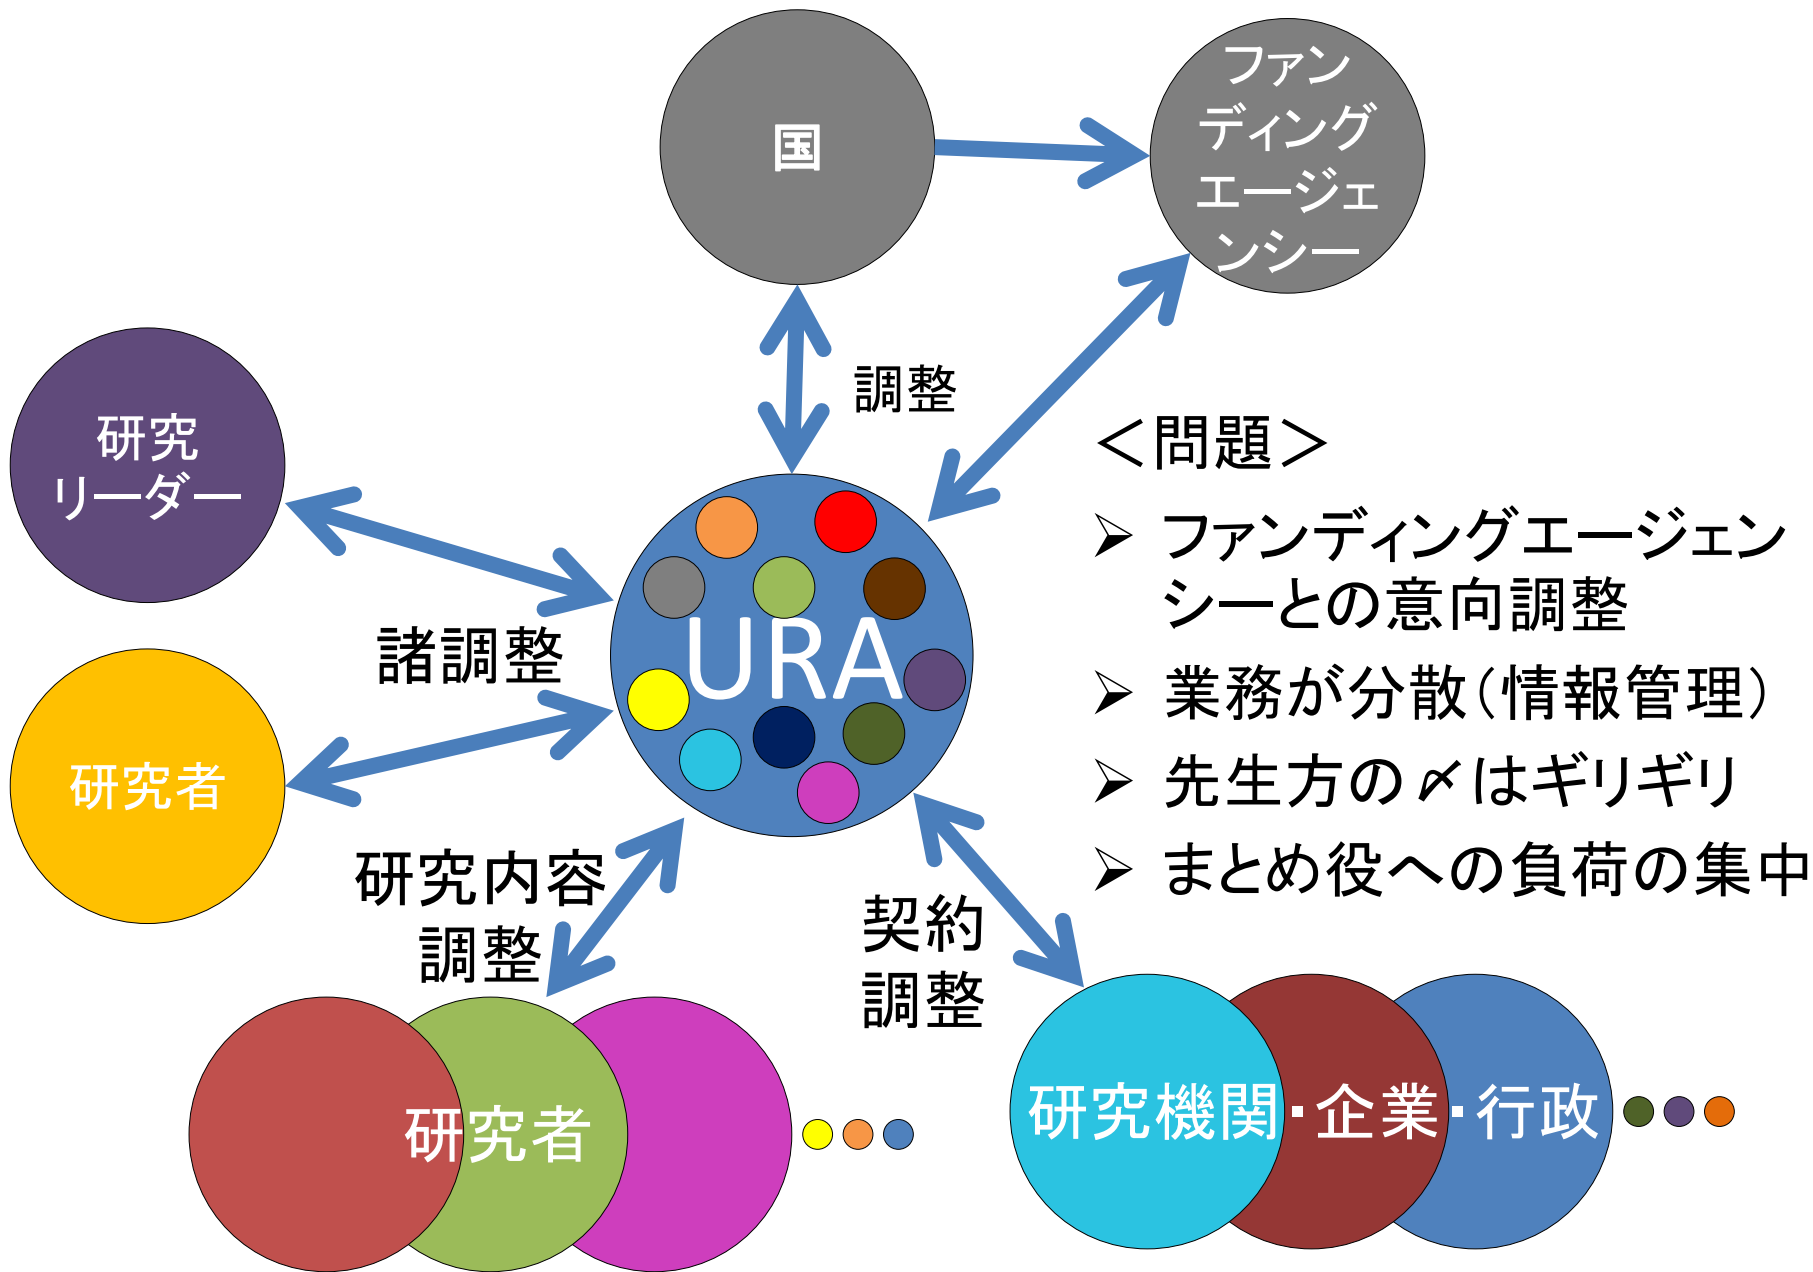 国
ファン
ディング
エージェ
ンシー
調整
研究
リーダー
＜問題＞
ファンディングエージェン
シーとの意向調整
諸調整
URA
業務が分散（情報管理）
研究者
先生方の〆はギリギリ
まとめ役への負荷の集中
研究内容
調整
契約
調整
研究者
研究機関・企業・行政